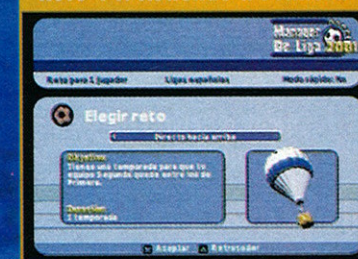 Manager
De Liga 2001
Reto para 1 jugador Ligas españolas Modo rápido: No
Elegir reto
Directo hacia arriba
Objetivo:
Tienes una temporada para que tu
equipo Segunda quede entre los de
Primera.
Duración:
1 temporada
Aceptar Retroceder